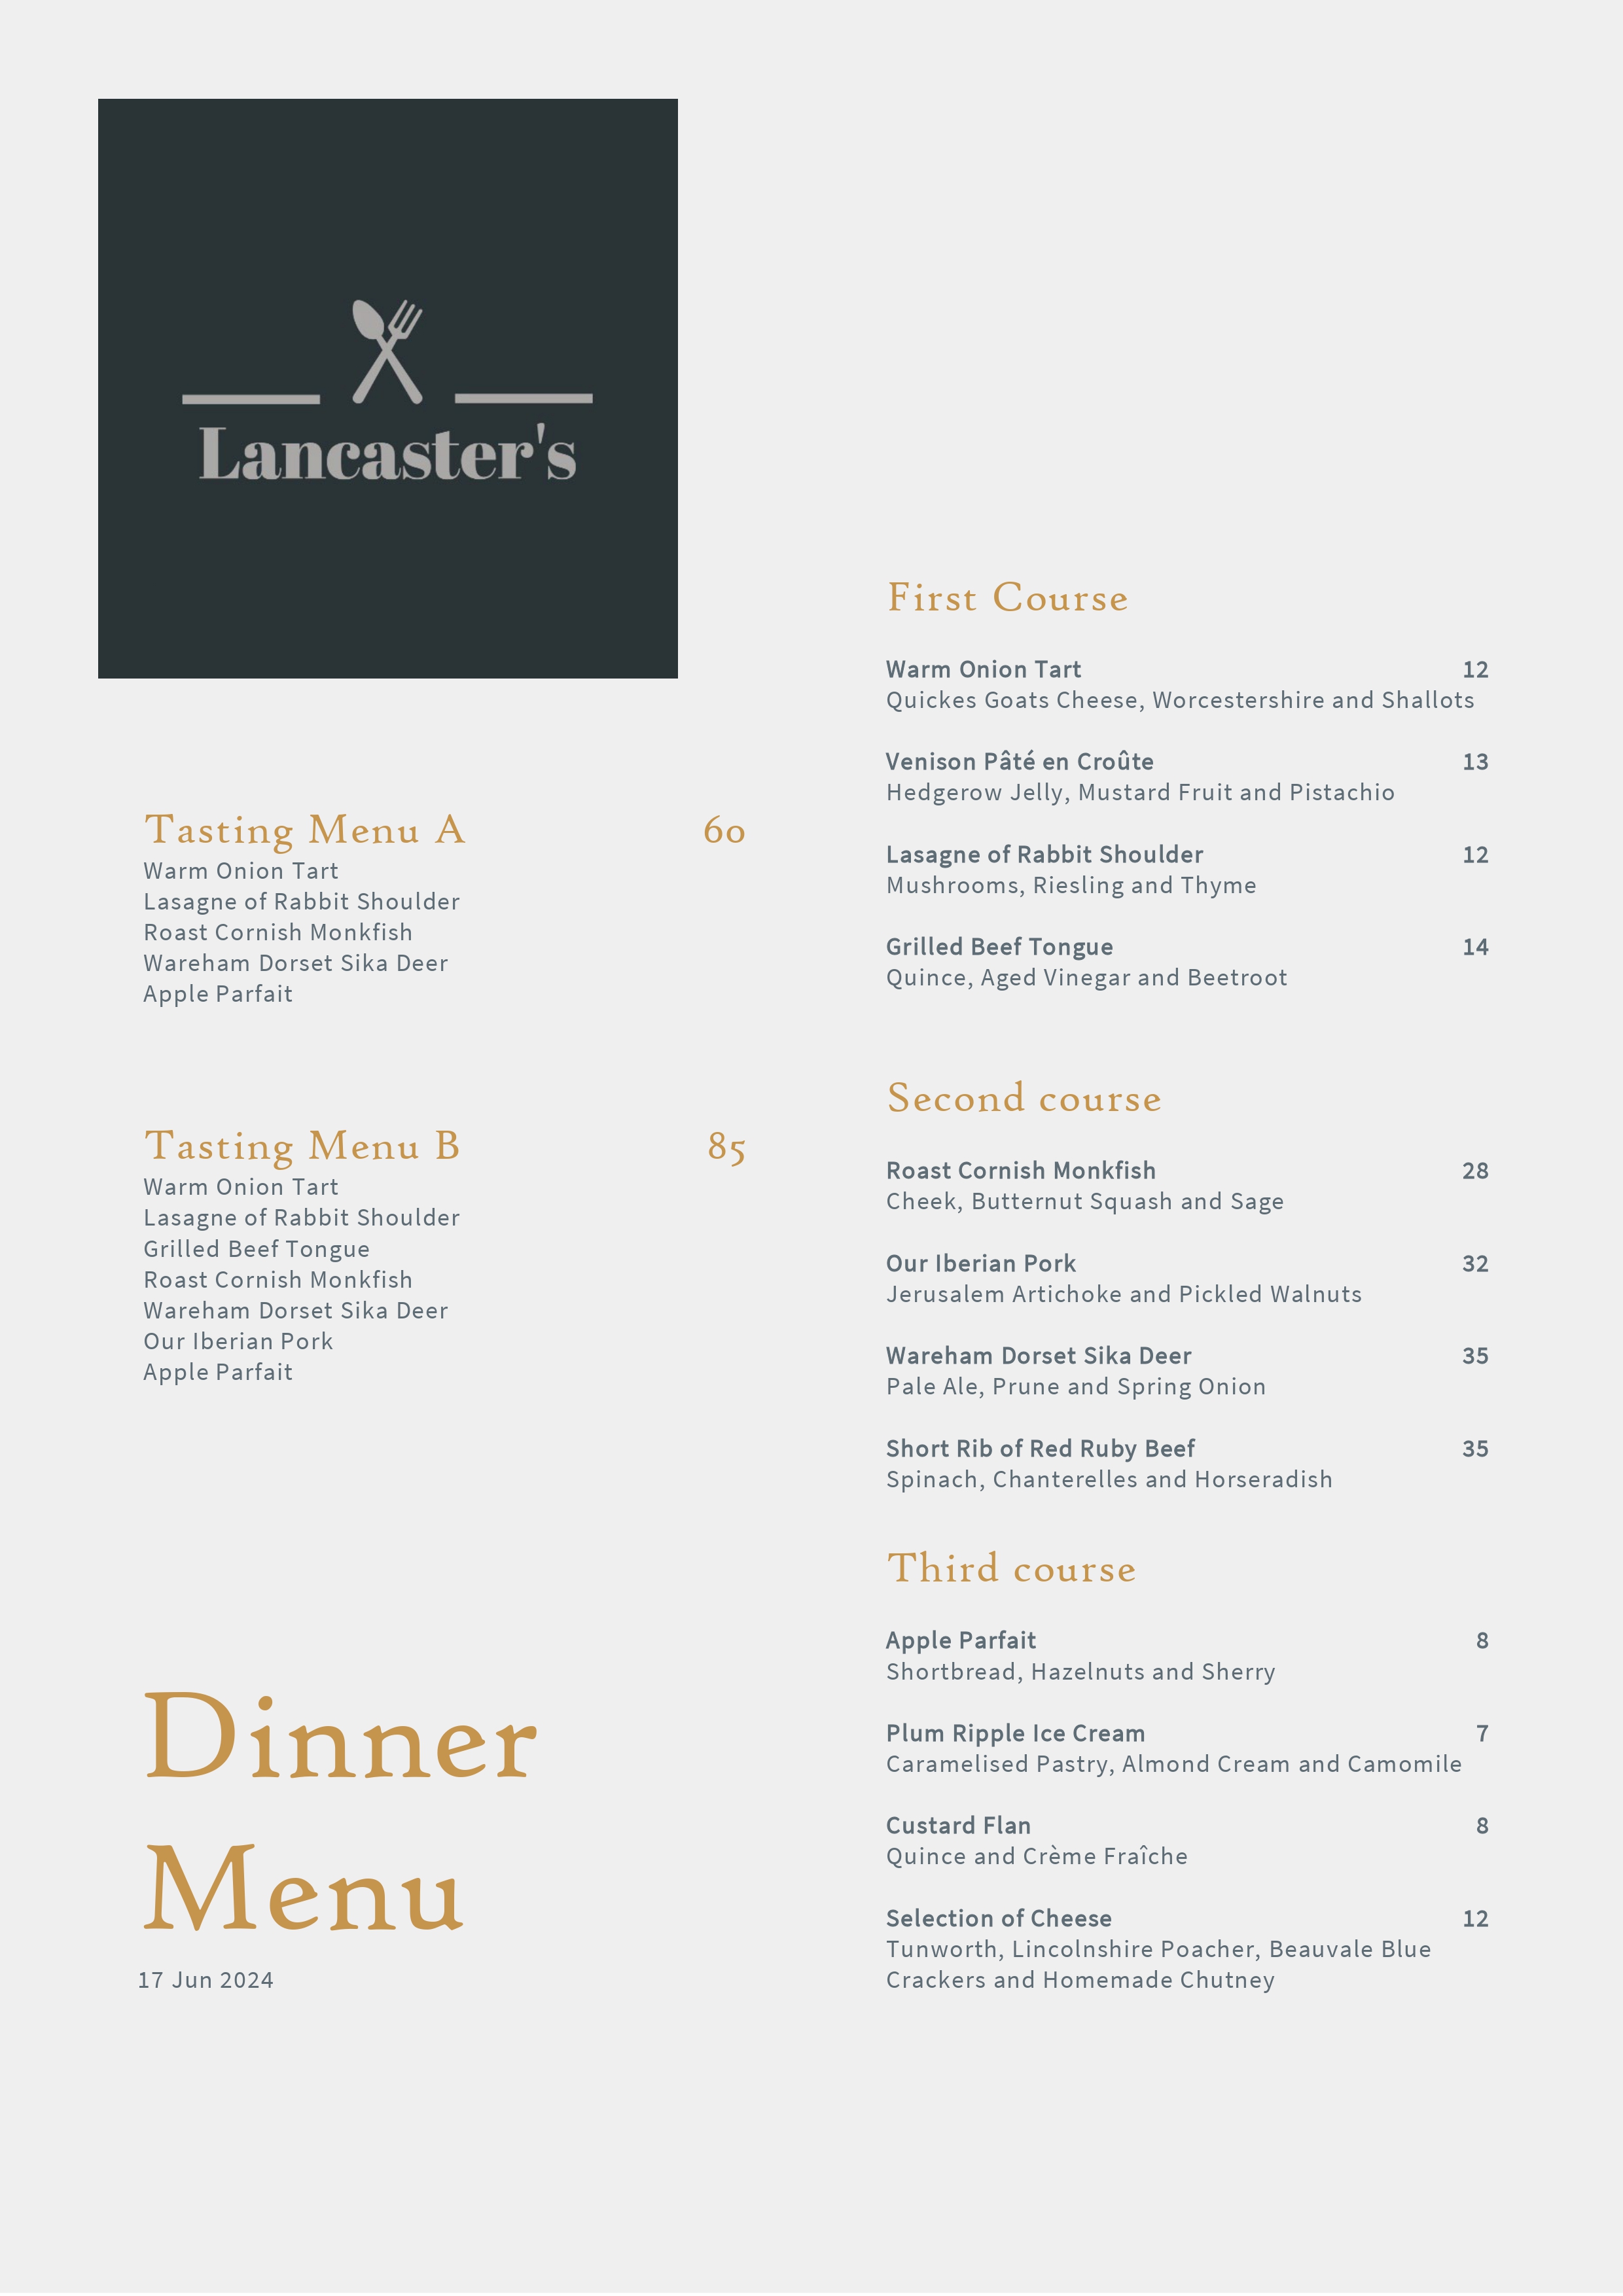 Lancaster's
Tasting Menu A 60
Warm Onion Tart
Lasagne of Rabbit Shoulder
Roast Cornish Monkfish
Wareham Dorset Sika Deer
Apple Parfait
Tasting Menu B 85
Warm Onion Tart
Lasagne of Rabbit Shoulder
Grilled Beef Tongue
Roast Cornish Monkfish
Wareham Dorset Sika Deer
Our Iberian Pork
Apple Parfait
Dinner
Menu
17 Jun 2024
First Course
Warm Onion Tart 12
Quickes Goats Cheese, Worcestershire and Shallots
Venison Pâté en Croûte 13
Hedgerow Jelly, Mustard Fruit and Pistachio
Lasagne of Rabbit Shoulder 12
Mushrooms, Riesling and Thyme
Grilled Beef Tongue 14
Quince, Aged Vinegar and Beetroot
Second course
Roast Cornish Monkfish 28
Cheek, Butternut Squash and Sage
Our Iberian Pork 32
Jerusalem Artichoke and Pickled Walnuts
Wareham Dorset Sika Deer 35
Pale Ale, Prune and Spring Onion
Short Rib of Red Ruby Beef 35
Spinach, Chanterelles and Horseradish
Third course
Apple Parfait 8
Shortbread, Hazelnuts and Sherry
Plum Ripple Ice Cream 7
Caramelised Pastry, Almond Cream and Camomile
Custard Flan 8
Quince and Crème Fraîche
Selection of Cheese 12
Tunworth, Lincolnshire Poacher, Beauvale Blue
Crackers and Homemade Chutney